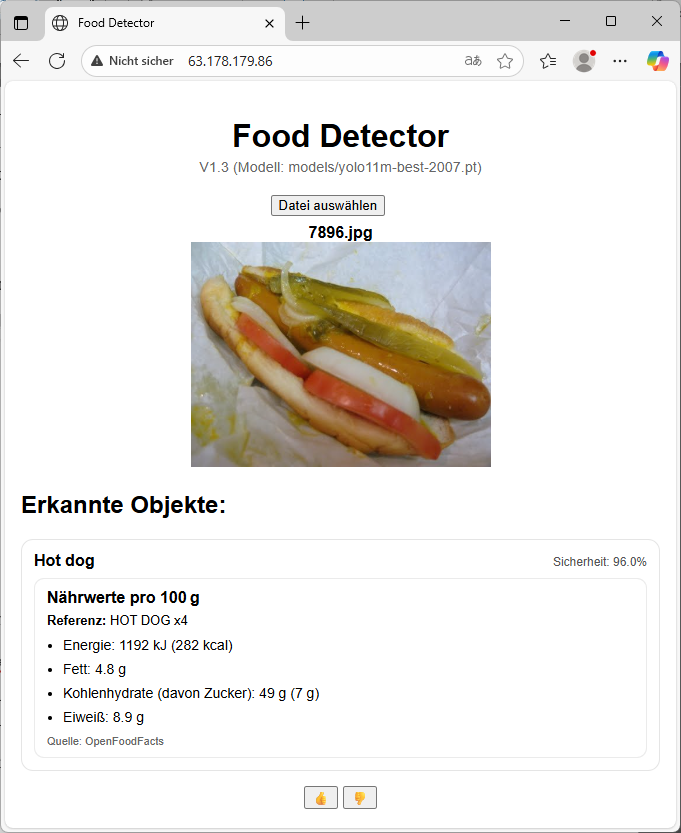 Food Detector
Nicht sicher 63.178.179.86 aあ
Food Detector
V1.3 (Modell: models/yolo11m-best-2007.pt)
Datei auswählen
7896.jpg
Erkannte Objekte:
Hot dog Sicherheit: 96.0%
Nährwerte pro 100 g
Referenz: HOT DOG x4
• Energie: 1192 kJ (282 kcal)
• Fett: 4.8 g
• Kohlenhydrate (davon Zucker): 49 g (7 g)
• Eiweiß: 8.9 g
Quelle: OpenFoodFacts